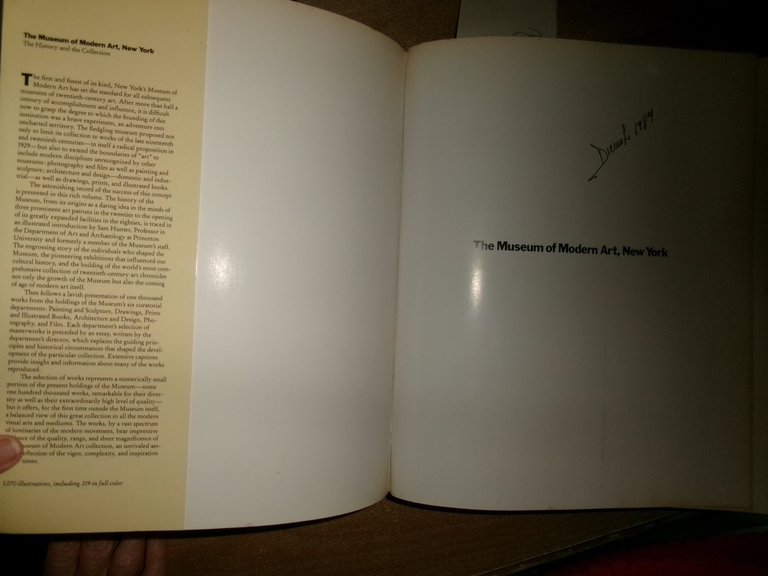 The Museum of Modern Art, New York
The History and the Collection
The first and finest of its kind, New York's Museum of
Modern Art has set the standard for all subsequent
museums of twentieth-century art. After more than half a
century of accomplishment and influence, it is difficult
now to grasp the degree to which the founding of this
institution was a brave experiment, an adventure into
uncharted territory. The fledgling museum proposed not
only to limit its collection to works of the late nineteenth
and twentieth centuries—in itself a radical proposition in
1929—but also to extend the boundaries of "art" to
include modern disciplines unrecognized by other
museums: photography and film as well as painting and
sculpture; architecture and design—domestic and indus-
trial—as well as drawings, prints, and illustrated books.
The astonishing record of the success of this concept
is presented in this rich volume. The history of the
Museum, from its origins as a daring idea in the minds of
three prominent art patrons in the twenties to the opening
of its greatly expanded facilities in the eighties, is traced in
an illustrated introduction by Sam Hunter, Professor in
the Department of Art and Archaeology at Princeton
University and formerly a member of the Museum's staff.
The engrossing story of the individuals who shaped the
Museum, the pioneering exhibitions that influenced our
cultural history, and the building of the world's most com-
prehensive collection of twentieth-century art chronicles
not only the growth of the Museum but also the coming
of age of modern art itself.
Then follows a lavish presentation of one thousand
works from the holdings of the Museum's six curatorial
departments: Painting and Sculpture, Drawings, Prints
and Illustrated Books, Architecture and Design, Pho-
tography, and Film. Each department's selection of
masterworks is preceded by an essay, written by the
department's director, which explains the guiding prin-
ciples and historical circumstances that shaped the devel-
opment of the particular collection. Extensive captions
provide insight and information about many of the works
reproduced.
The selection of works represents a numerically small
portion of the present holdings of the Museum—some
one hundred thousand works, remarkable for their diver-
sity as well as their extraordinarily high level of quality—
but it offers, for the first time outside the Museum itself,
a balanced view of this great collection in all the modern
visual arts and mediums. The works, by a vast spectrum
of luminaries of the modern movement, bear impressive
of the quality, range, and sheer magnificence of
Museum of Modern Art collection, an unrivaled
reflection of the vigor, complexity, and inspiration
times.
1,070 illustrations, including 319 in full color
1984
The Museum of Modern Art, New York